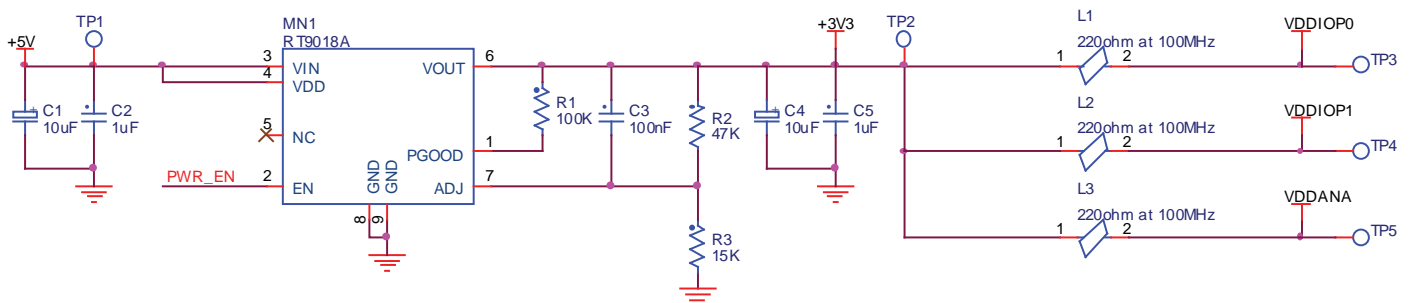 TP1
MN1
RT9018A
+5V
+3V3
TP2
L1
220ohm at 100MHz
VDDIOP0
TP3
3
VIN
4
VDD
VOUT
6
1
2
C1
10uF
C2
1uF
5
NC
R1
100K
C3
100nF
R2
47K
C4
10uF
C5
1uF
L2
220ohm at 100MHz
VDDIOP1
TP4
1
2
PGOOD
1
PWR_EN
2
EN
GND
GND
ADJ
7
8
9
L3
220ohm at 100MHz
VDDANA
TP5
1
2
R3
15K